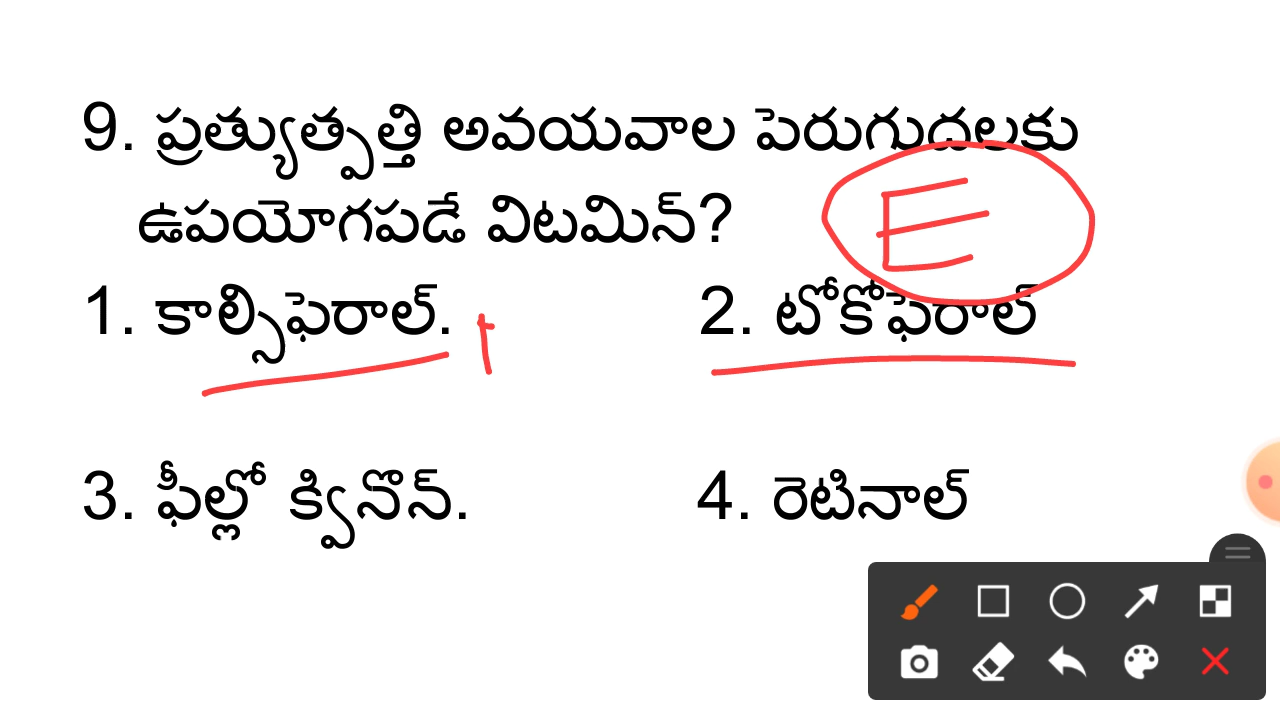 9. ప్రత్యుత్పత్తి అవయవాల పెరుగుదలకు
ఉపయోగపడే విటమిన్?
E
1. కాల్సిఫెరాల్.
2. టోకోఫెరాల్
3. ఫీల్లో క్వినొన్.
4. రెటినాల్